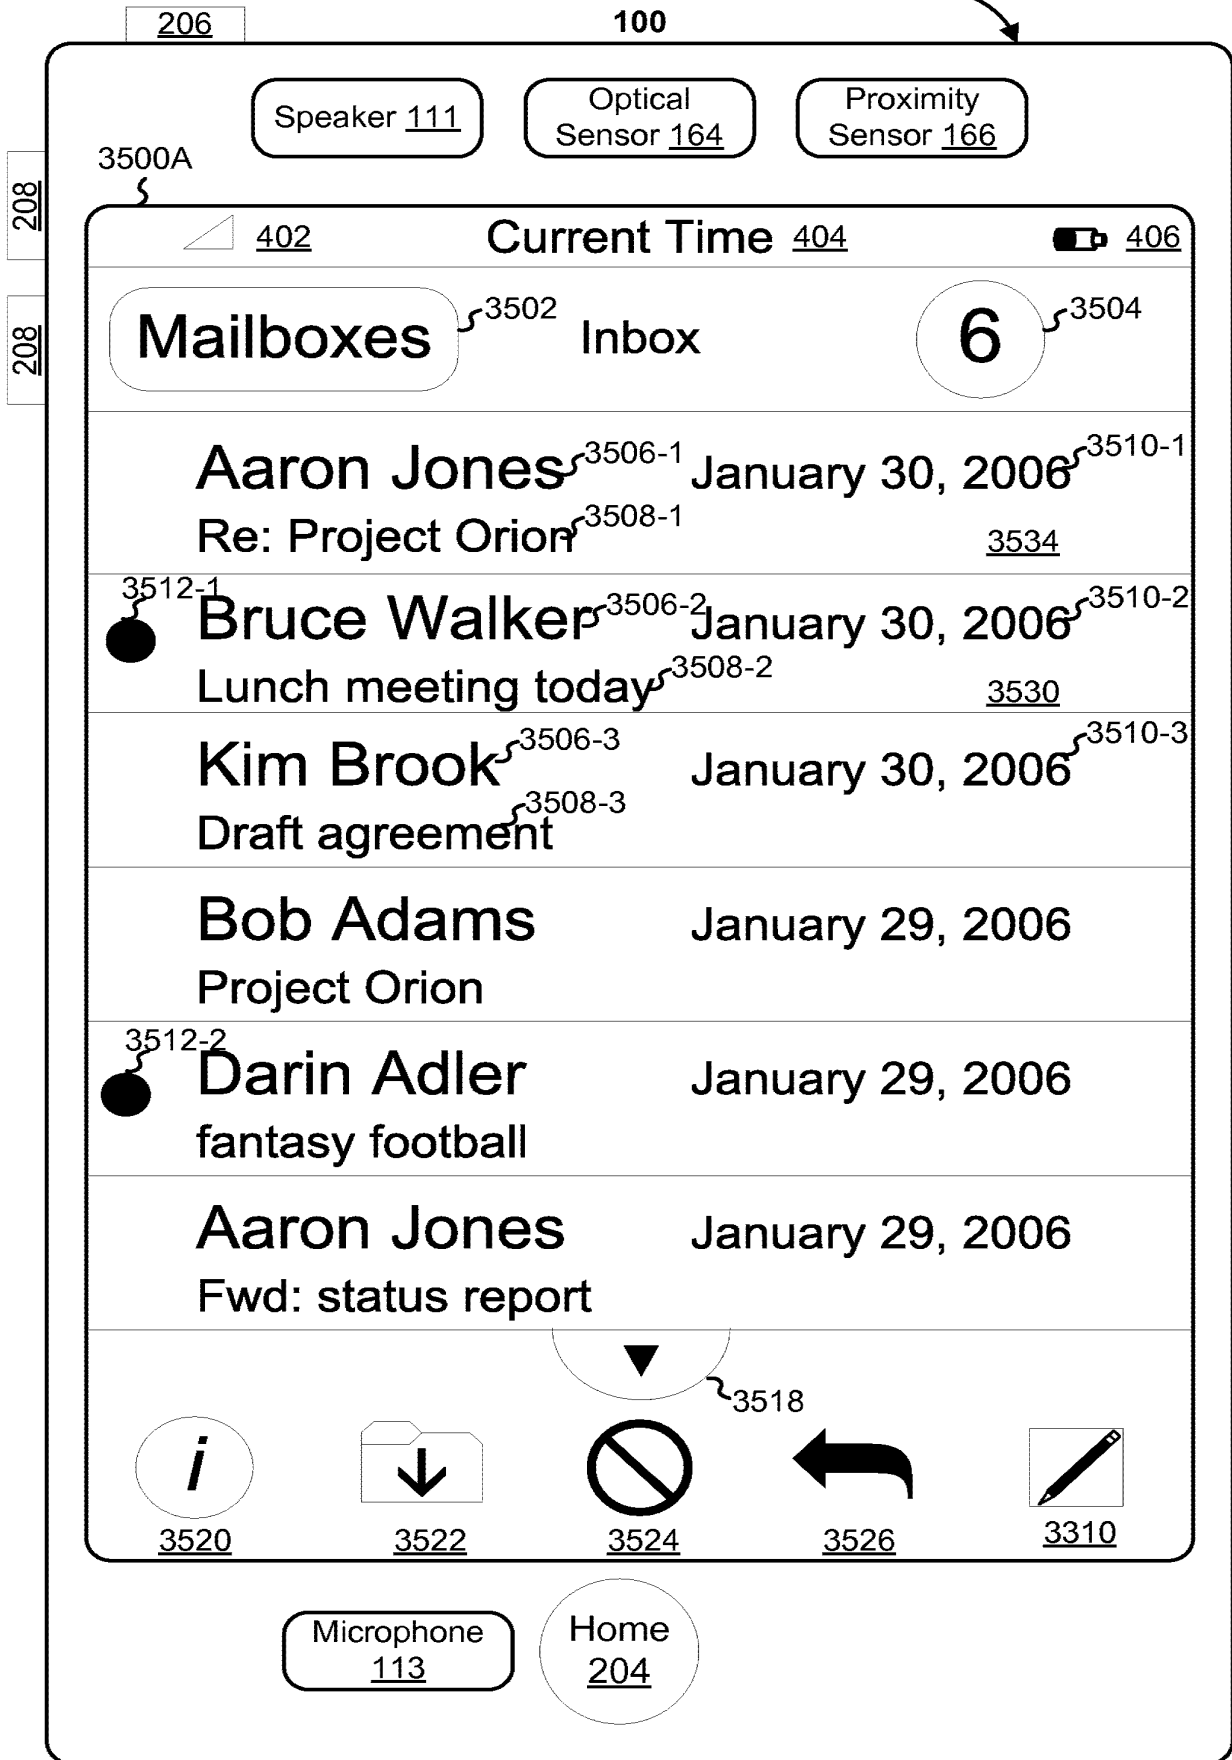 206
100
Speaker 111
Optical
Sensor 164
Proximity
Sensor 166
3500A
208
208
402
Current Time 404
406
Mailboxes
3502
Inbox
6
3504
Aaron Jones
3506-1
January 30, 2006
3510-1
Re: Project Orion
3508-1
3534
3512-1
Bruce Walker
3506-2
January 30, 2006
3510-2
Lunch meeting today
3508-2
3530
Kim Brook
3506-3
January 30, 2006
3510-3
Draft agreement
3508-3
Bob Adams
January 29, 2006
Project Orion
3512-2
Darin Adler
January 29, 2006
fantasy football
Aaron Jones
January 29, 2006
Fwd: status report
3518
i
3520
3522
3524
3526
3310
Microphone
113
Home
204